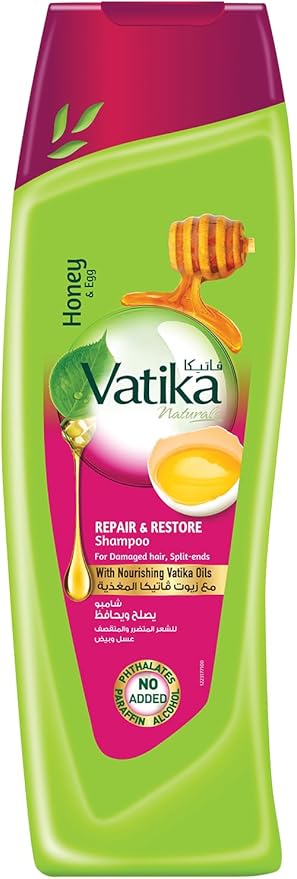 Honey
& Egg
فاتيكا
Vatika
Naturals
REPAIR & RESTORE
Shampoo
For Damaged hair, Split-ends
With Nourishing Vatika Oils
مع زيوت ڤاتيكا المغذية
شامبو
يصلح ويحافظ
للشعر المتضرر والمتقصف
عسل وبيض
PHTHALATES
NO
ADDED
PARAFFIN ALCOHOL